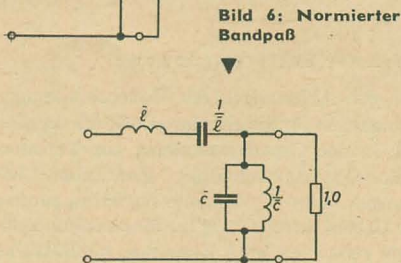 Bild 6: Normierter
Bandpaß
l̃
1/l̃
c̃
1/c̃
1,0